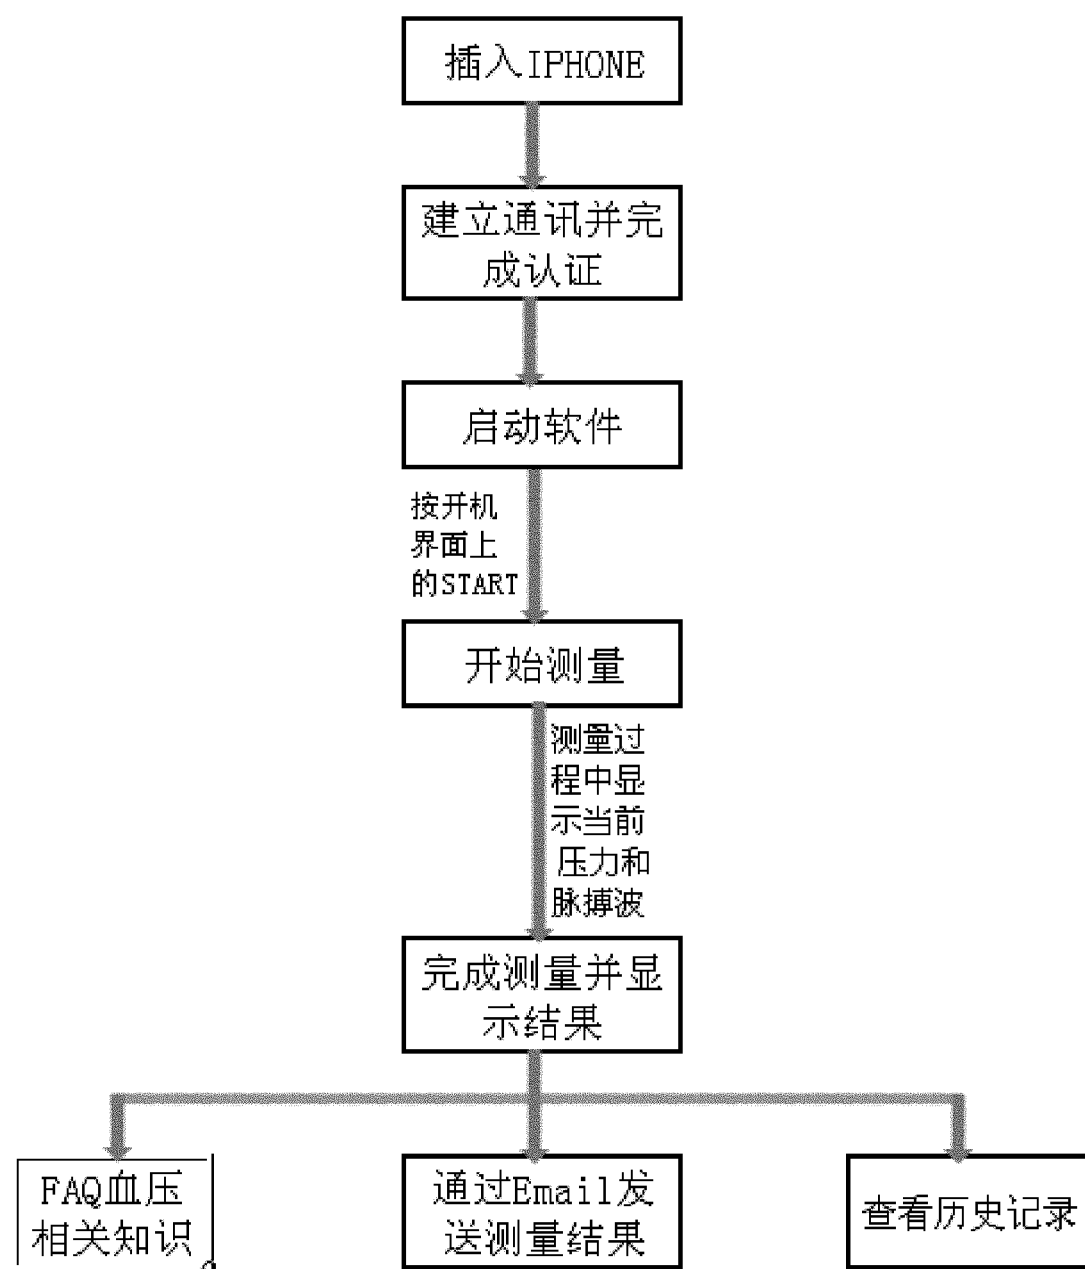 插入IPHONE
建立通讯并完
成认证
启动软件
按开机
界面上
的START
开始测量
测量过
程中显
示当前
压力和
脉搏波
完成测量并显
示结果
FAQ血压
相关知识
通过Email发
送测量结果
查看历史记录